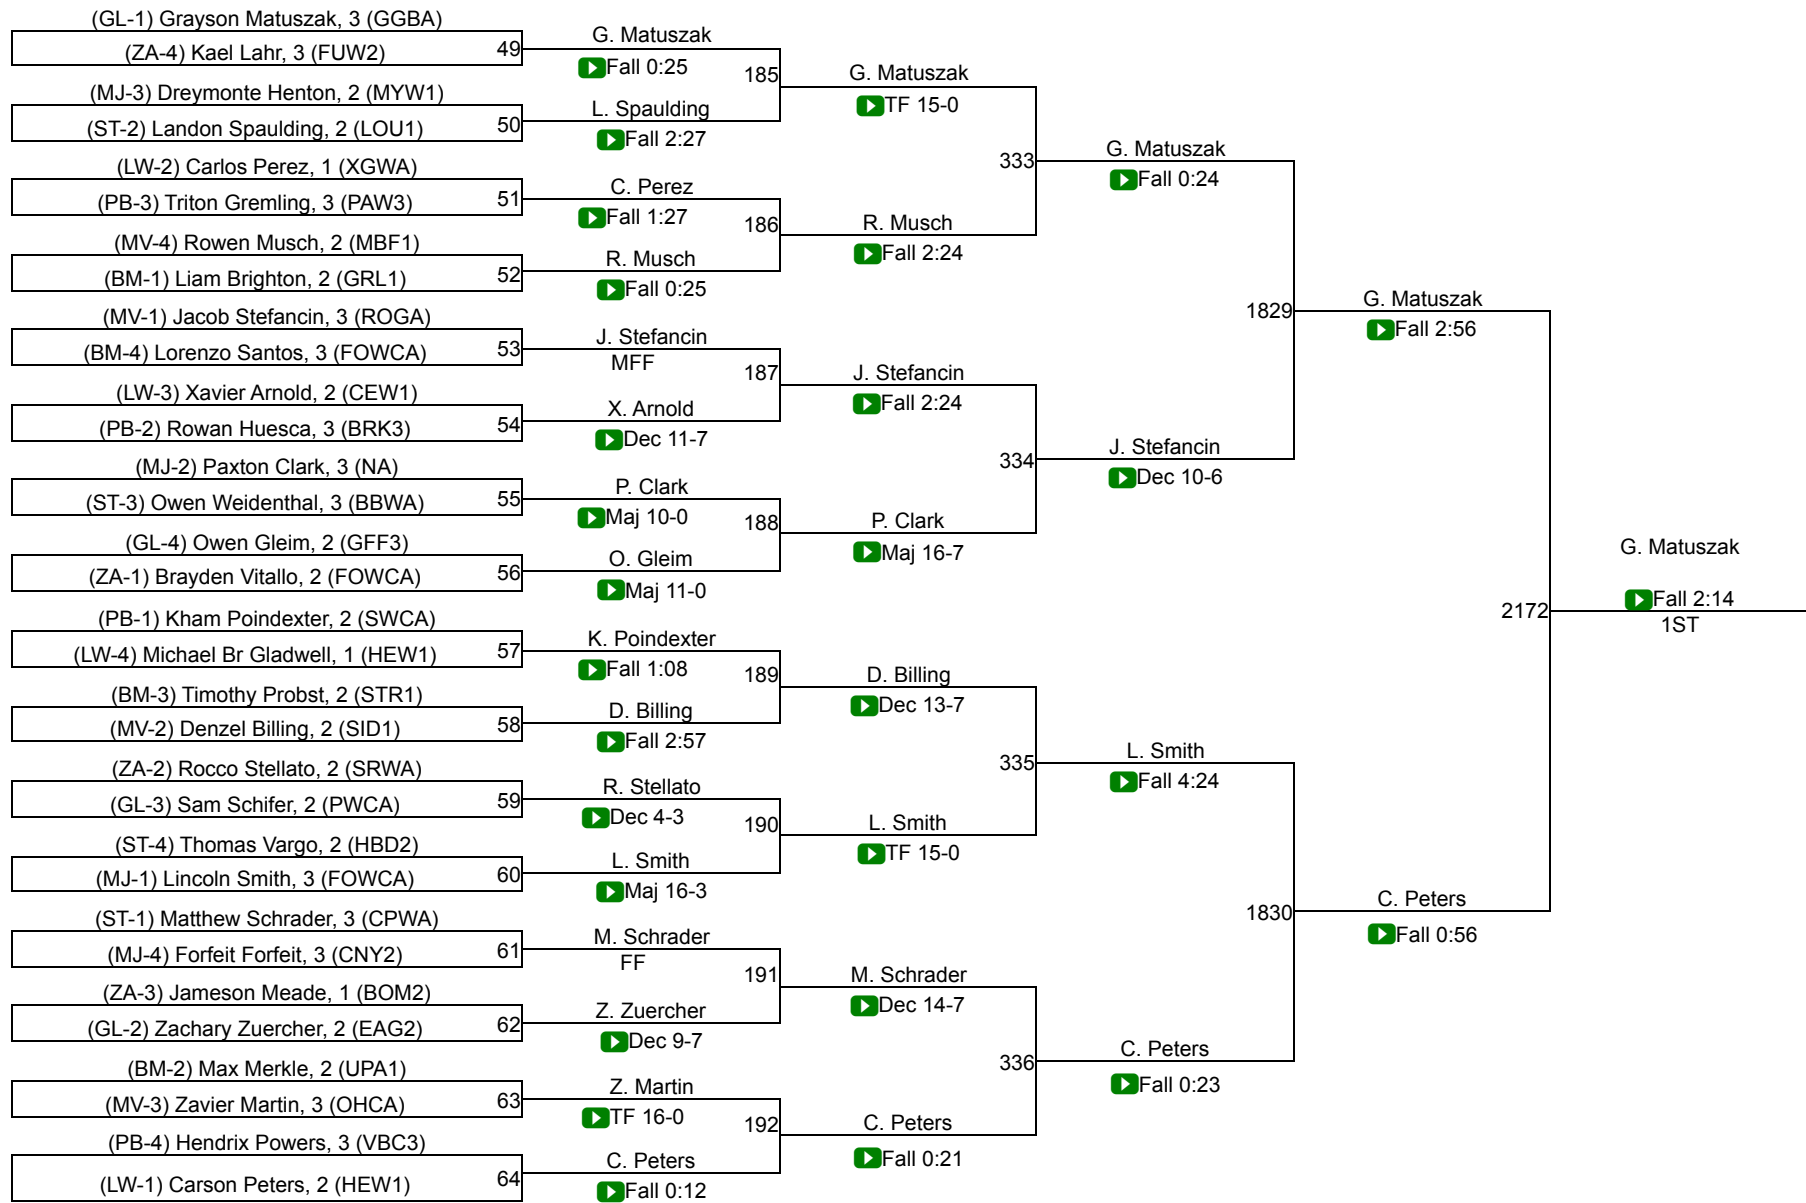 (GL-1) Grayson Matuszak, 3 (GGBA)
(ZA-4) Kael Lahr, 3 (FUW2)
49
(MJ-3) Dreymonte Henton, 2 (MYW1)
(ST-2) Landon Spaulding, 2 (LOU1)
50
(LW-2) Carlos Perez, 1 (XGWA)
(PB-3) Triton Gremling, 3 (PAW3)
51
(MV-4) Rowen Musch, 2 (MBF1)
(BM-1) Liam Brighton, 2 (GRL1)
52
(MV-1) Jacob Stefancin, 3 (ROGA)
(BM-4) Lorenzo Santos, 3 (FOWCA)
53
(LW-3) Xavier Arnold, 2 (CEW1)
(PB-2) Rowan Huesca, 3 (BRK3)
54
(MJ-2) Paxton Clark, 3 (NA)
(ST-3) Owen Weidenthal, 3 (BBWA)
55
(GL-4) Owen Gleim, 2 (GFF3)
(ZA-1) Brayden Vitallo, 2 (FOWCA)
56
(PB-1) Kham Poindexter, 2 (SWCA)
(LW-4) Michael Br Gladwell, 1 (HEW1)
57
(BM-3) Timothy Probst, 2 (STR1)
(MV-2) Denzel Billing, 2 (SID1)
58
(ZA-2) Rocco Stellato, 2 (SRWA)
(GL-3) Sam Schifer, 2 (PWCA)
59
(ST-4) Thomas Vargo, 2 (HBD2)
(MJ-1) Lincoln Smith, 3 (FOWCA)
60
(ST-1) Matthew Schrader, 3 (CPWA)
(MJ-4) Forfeit Forfeit, 3 (CNY2)
61
(ZA-3) Jameson Meade, 1 (BOM2)
(GL-2) Zachary Zuercher, 2 (EAG2)
62
(BM-2) Max Merkle, 2 (UPA1)
(MV-3) Zavier Martin, 3 (OHCA)
63
(PB-4) Hendrix Powers, 3 (VBC3)
(LW-1) Carson Peters, 2 (HEW1)
64
G. Matuszak
Fall 0:25
185
L. Spaulding
Fall 2:27
C. Perez
Fall 1:27
186
R. Musch
Fall 0:25
J. Stefancin
MFF
187
X. Arnold
Dec 11-7
P. Clark
Maj 10-0
188
O. Gleim
Maj 11-0
K. Poindexter
Fall 1:08
189
D. Billing
Fall 2:57
R. Stellato
Dec 4-3
190
L. Smith
Maj 16-3
M. Schrader
FF
191
Z. Zuercher
Dec 9-7
Z. Martin
TF 16-0
192
C. Peters
Fall 0:12
G. Matuszak
TF 15-0
333
R. Musch
Fall 2:24
J. Stefancin
Fall 2:24
334
P. Clark
Maj 16-7
D. Billing
Dec 13-7
335
L. Smith
TF 15-0
M. Schrader
Dec 14-7
336
C. Peters
Fall 0:21
G. Matuszak
Fall 0:24
1829
J. Stefancin
Dec 10-6
L. Smith
Fall 4:24
1830
C. Peters
Fall 0:23
G. Matuszak
Fall 2:56
2172
C. Peters
Fall 0:56
G. Matuszak
Fall 2:14
1ST